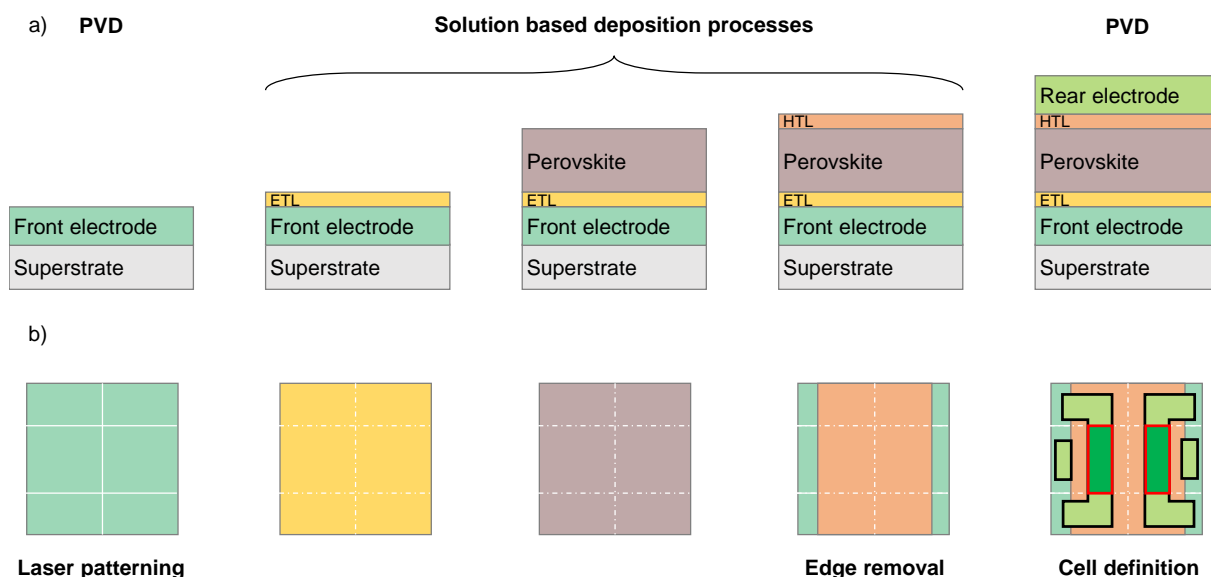 a) PVD Solution based deposition processes PVD
Rear electrode
HTL HTL
Perovskite Perovskite Perovskite
ETL ETL ETL ETL
Front electrode Front electrode Front electrode Front electrode Front electrode
Superstrate Superstrate Superstrate Superstrate Superstrate
b)
Laser patterning Edge removal Cell definition